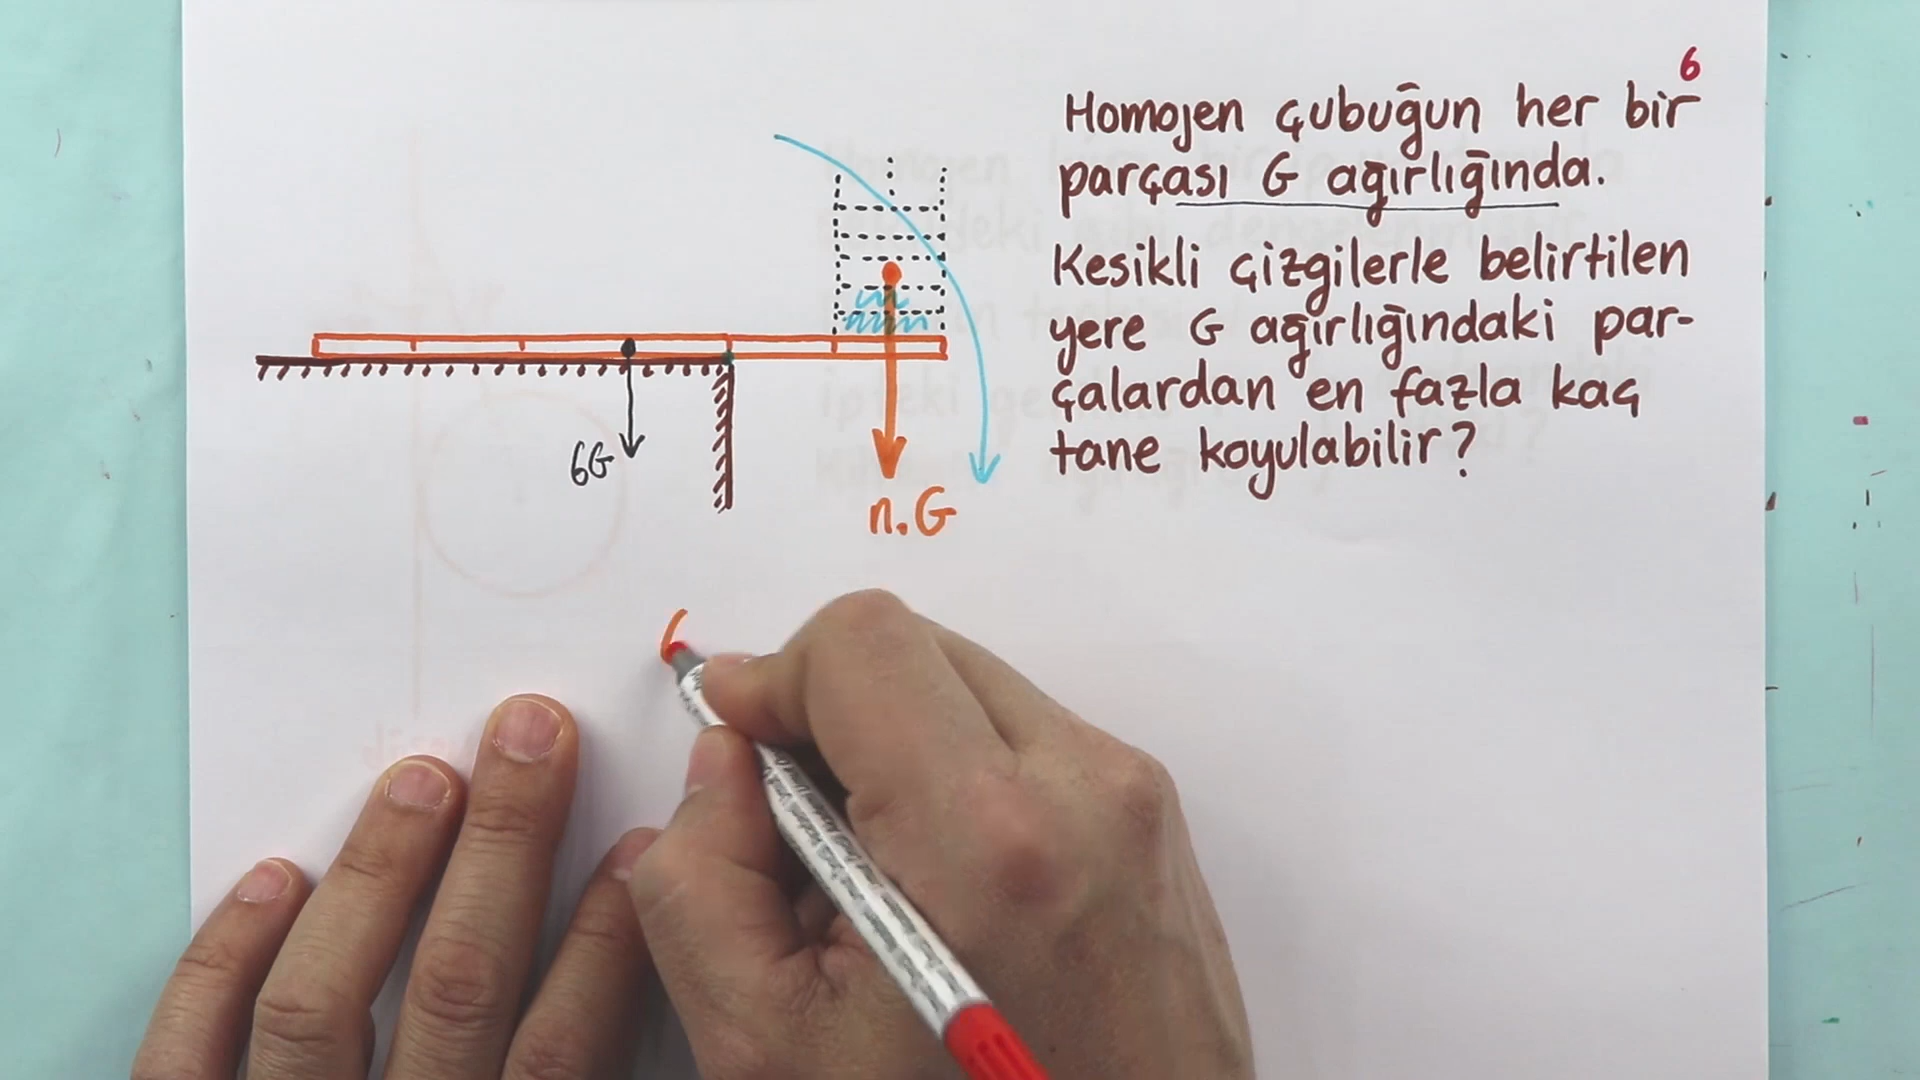 6
Homojen çubuğun her bir
parçası G ağırlığında.
Kesikli çizgilerle belirtilen
yere G ağırlığındaki par-
çalardan en fazla kaç
tane koyulabilir?
6G
n.G